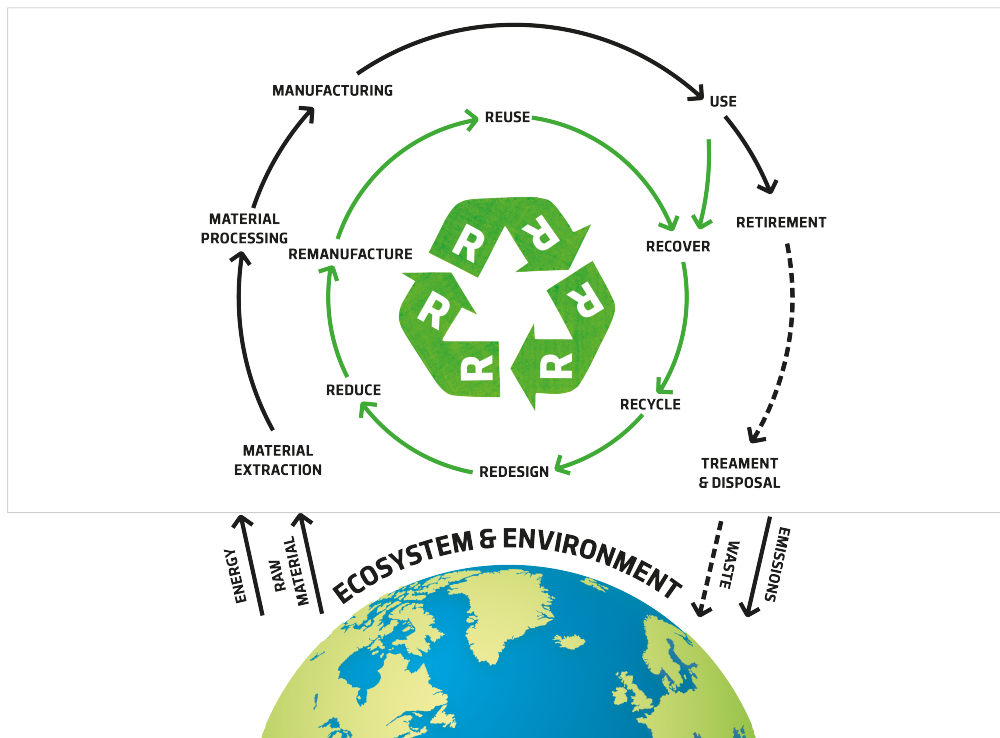 MANUFACTURING
USE
REUSE
MATERIAL
PROCESSING
REMANUFACTURE
RECOVER
RETIREMENT
R
R
R
R
R
R
REDUCE
RECYCLE
MATERIAL
EXTRACTION
REDESIGN
TREAMENT
& DISPOSAL
ENERGY
RAW
MATERIAL
ECOSYSTEM & ENVIRONMENT
WASTE
EMISSIONS